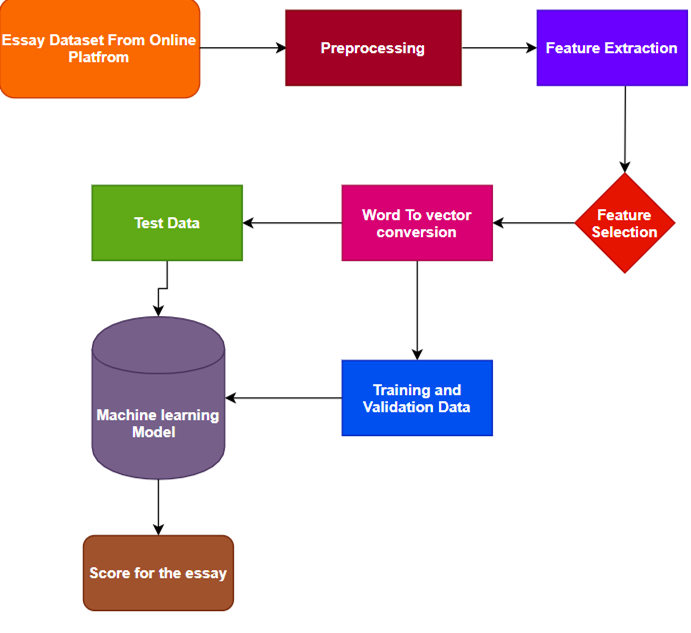 Essay Dataset From Online
Platfrom
Preprocessing
Feature Extraction
Feature
Selection
Word To vector
conversion
Test Data
Training and
Validation Data
Machine learning
Model
Score for the essay